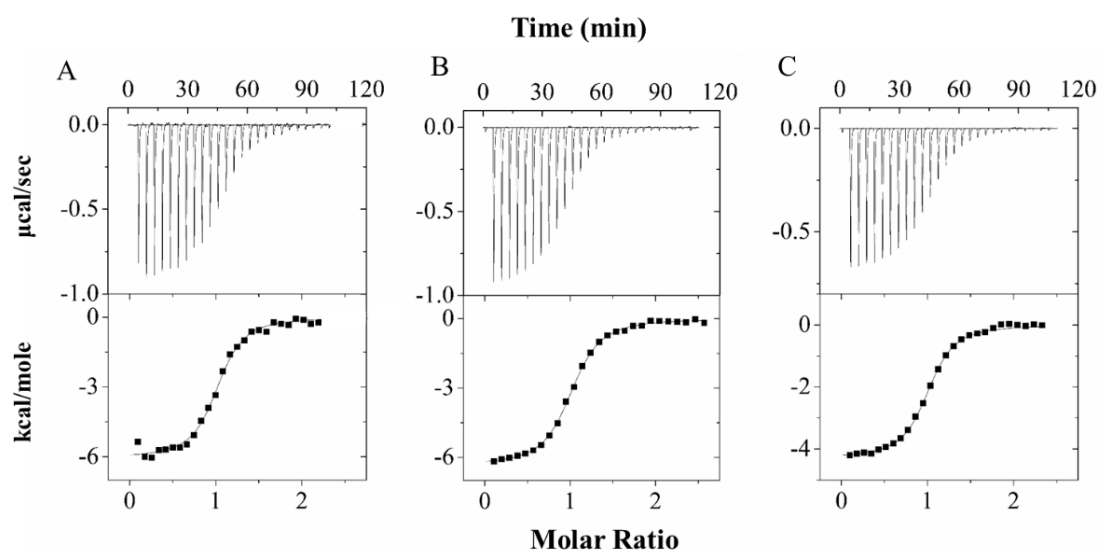 Time (min)
A B C
0 30 60 90 120 0 30 60 90 120 0 30 60 90 120
0.0 0.0 0.0
μcal/sec
-0.5 -0.5 -0.5
-1.0 -1.0
0 0 0
kcal/mole
-3 -3 -2
-6 -6 -4
0 1 2 0 1 2 0 1 2
Molar Ratio